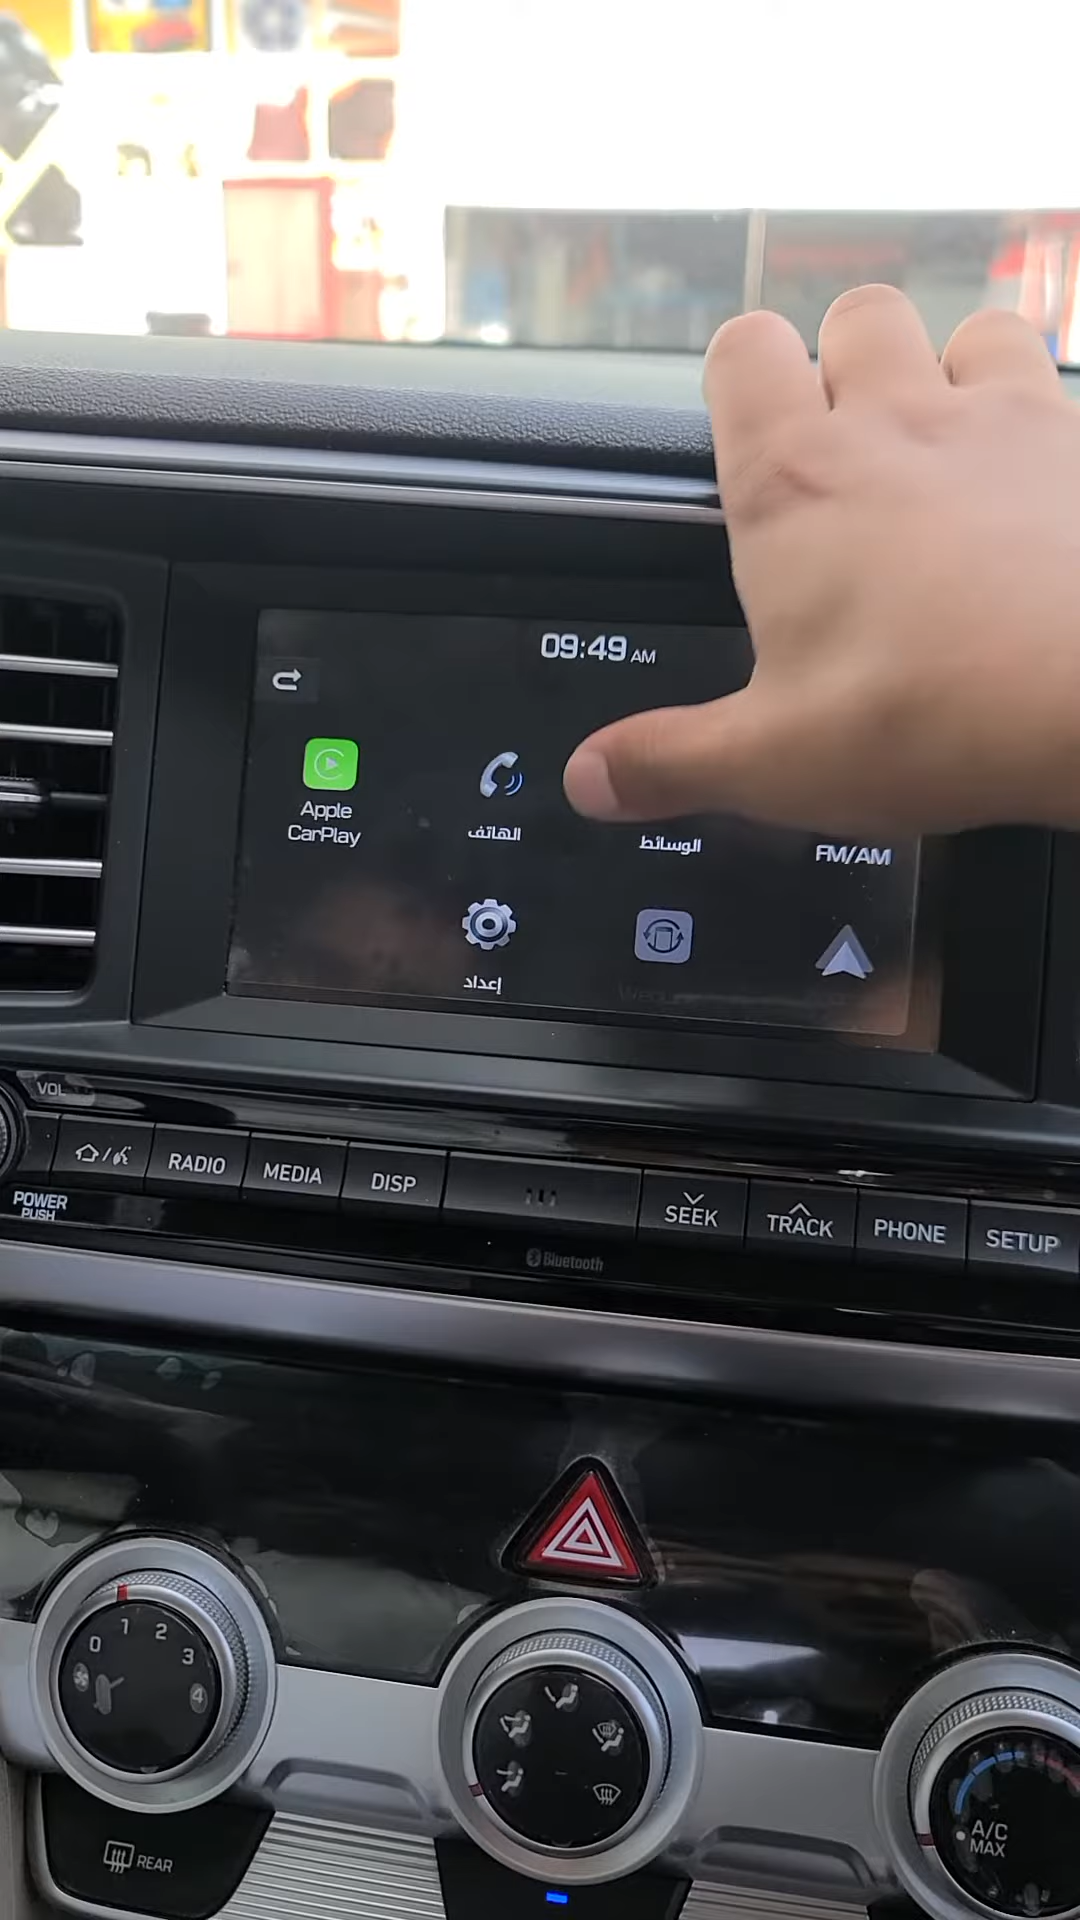 09:49 AM
Apple
CarPlay
الهاتف
الوسائط
FM/AM
إعداد
VOL
RADIO
MEDIA
DISP
SEEK
TRACK
PHONE
SETUP
POWER
PUSH
Bluetooth
0
1
2
3
4
A/C
MAX
REAR